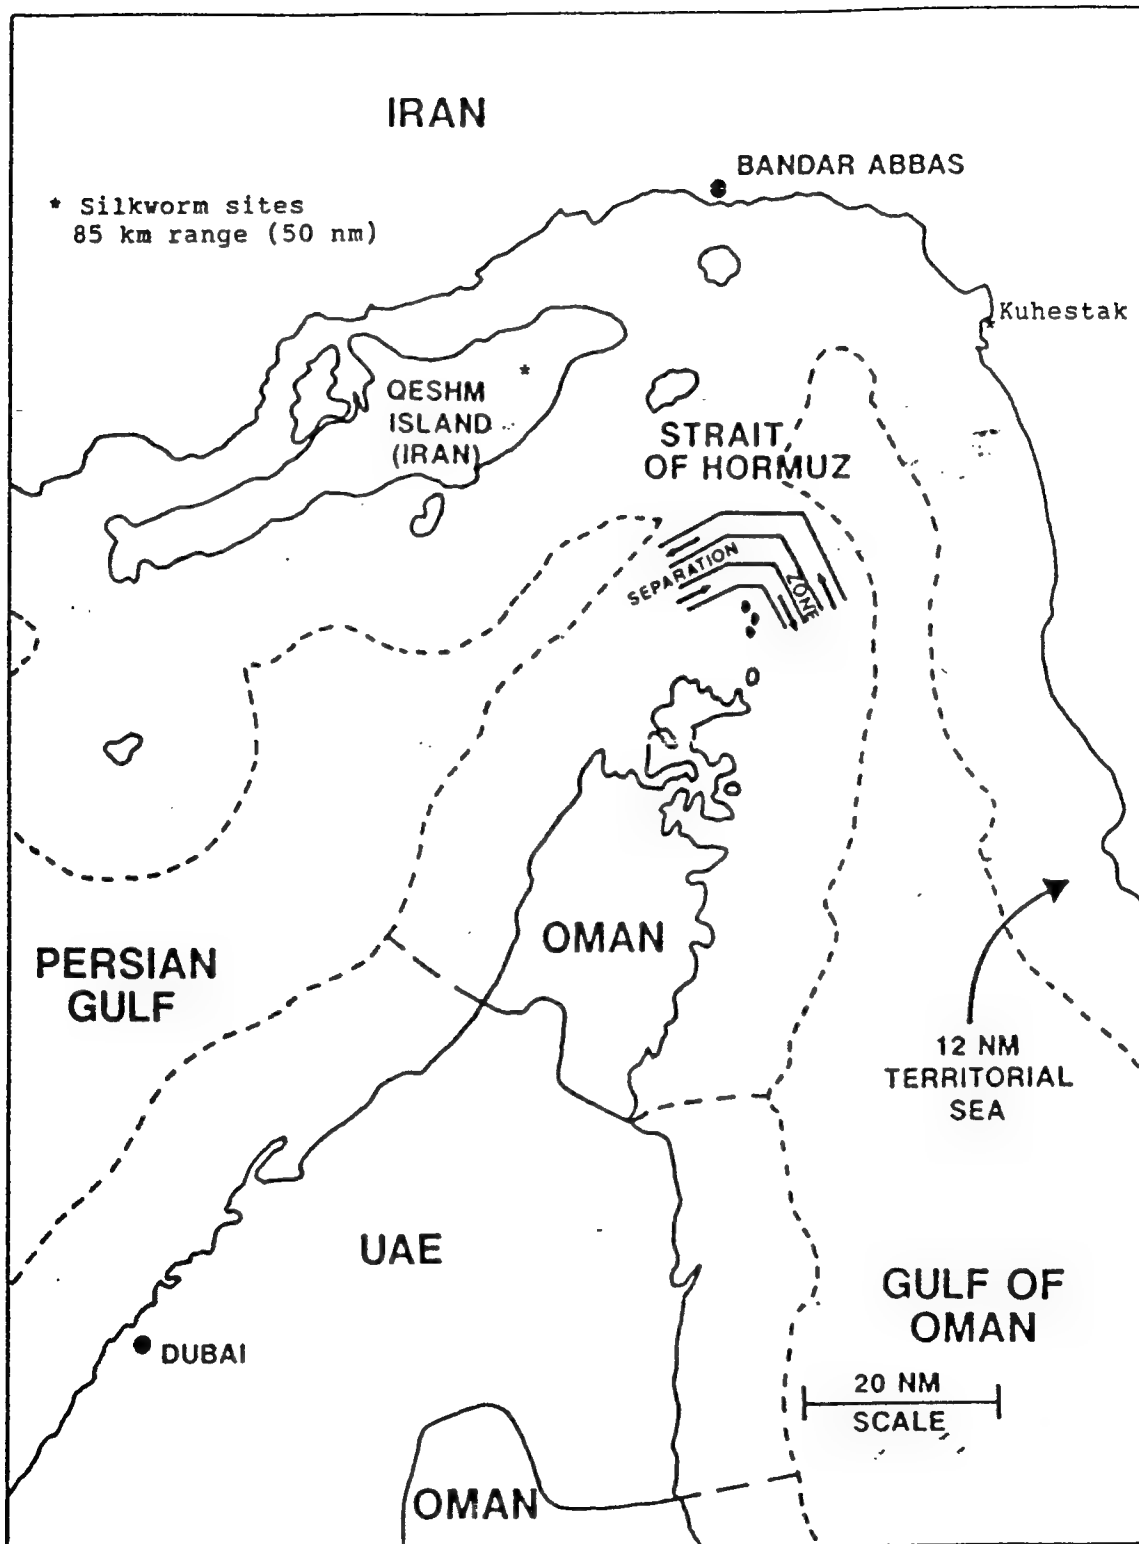 IRAN
BANDAR ABBAS
* Silkworm sites
85 km range (50 nm)
Kuhestak
*
*
QESHM
ISLAND
(IRAN)
STRAIT
OF HORMUZ
SEPARATION
ZONE
OMAN
PERSIAN
GULF
12 NM
TERRITORIAL
SEA
UAE
GULF OF
OMAN
DUBAI
20 NM
SCALE
OMAN